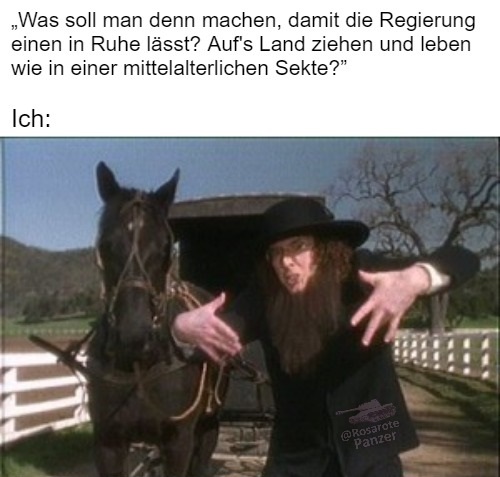 „Was soll man denn machen, damit die Regierung
einen in Ruhe lässt? Auf's Land ziehen und leben
wie in einer mittelalterlichen Sekte?”
Ich:
@Rosarote
Panzer